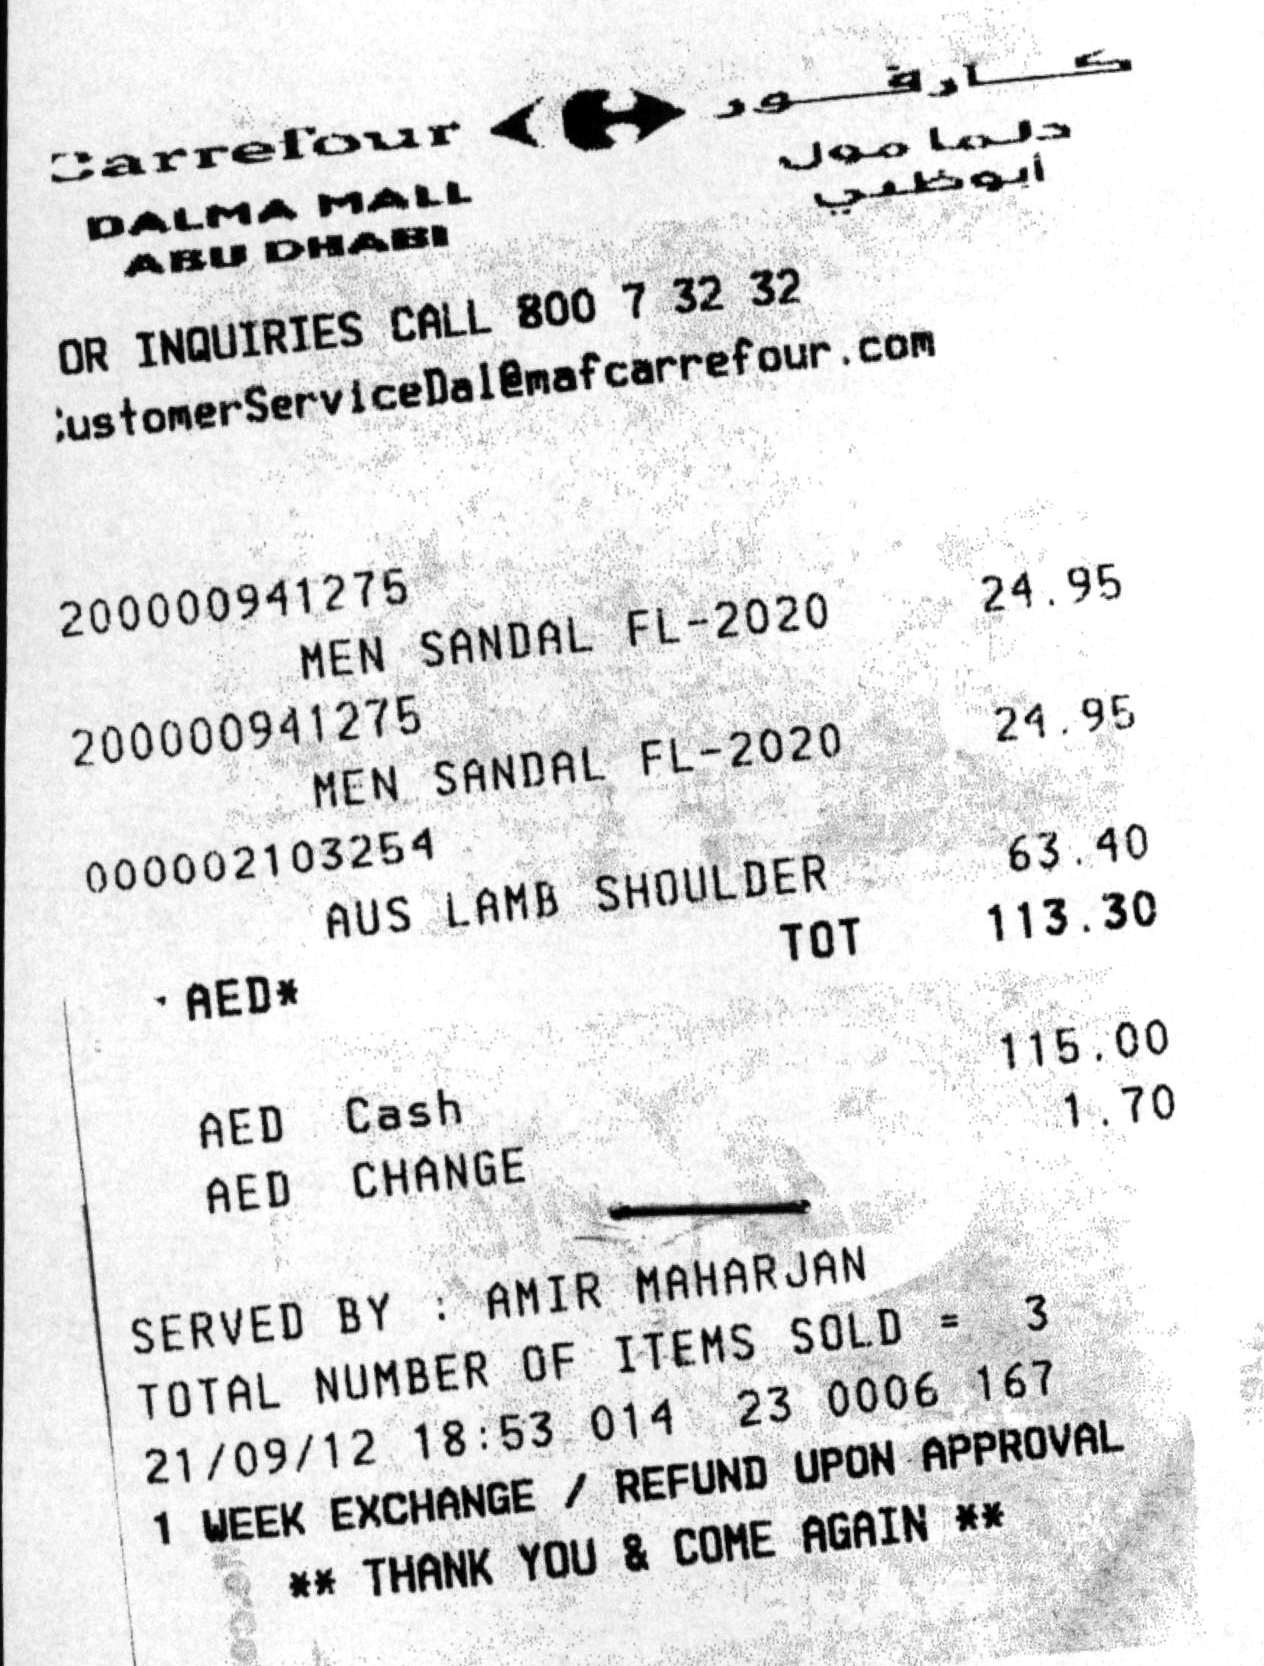 Carrefour كارفور
DALMA MALL دلما مول
ABU DHABI أبوظبي
OR INQUIRIES CALL 800 7 32 32
CustomerServiceDal@mafcarrefour.com
200000941275
MEN SANDAL FL-2020 24.95
200000941275
MEN SANDAL FL-2020 24.95
000002103254
AUS LAMB SHOULDER 63.40
AED* TOT 113.30
AED Cash 115.00
AED CHANGE 1.70
SERVED BY : AMIR MAHARJAN
TOTAL NUMBER OF ITEMS SOLD = 3
21/09/12 18:53 014 23 0006 167
1 WEEK EXCHANGE / REFUND UPON APPROVAL
** THANK YOU & COME AGAIN **